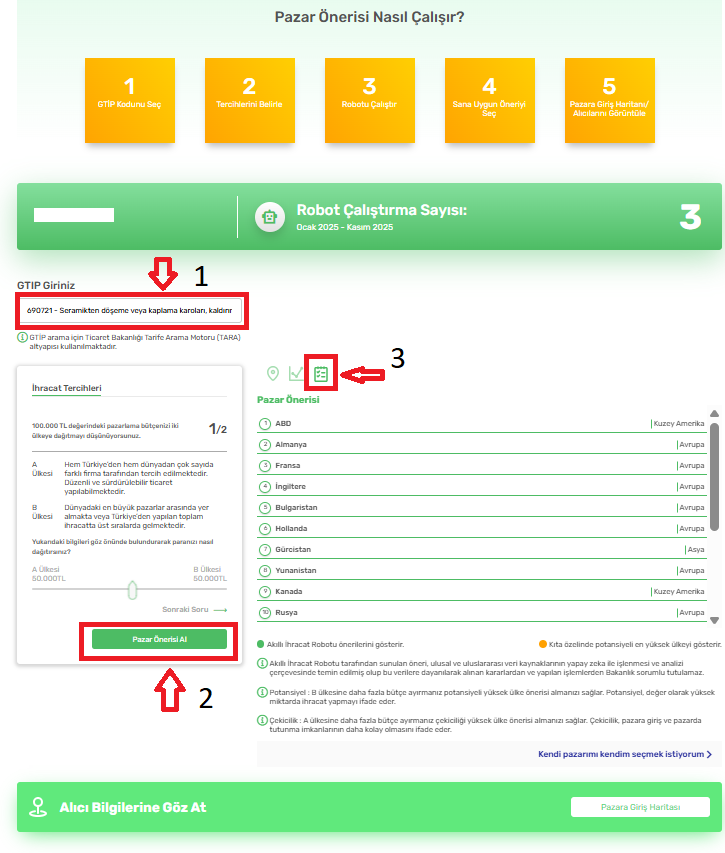 Pazar Önerisi Nasıl Çalışır?
1
GTİP Kodunu Seç
2
Tercihlerini Belirle
3
Robotu Çalıştır
4
Sana Uygun Öneriyi
Seç
5
Pazara Giriş Haritanı/
Alıcılarını Görüntüle
Robot Çalıştırma Sayısı:
Ocak 2025 - Kasım 2025
3
1
GTIP Giriniz
690721 - Seramikten döşeme veya kaplama karoları, kaldırır
GTİP arama için Ticaret Bakanlığı Tarife Arama Motoru (TARA)
altyapısı kullanılmaktadır.
İhracat Tercihleri
100.000 TL değerindeki pazarlama bütçenizi iki
ülkeye dağıtmayı düşünüyorsunuz.
1/2
A
Ülkesi
Hem Türkiye'den hem dünyadan çok sayıda
farklı firma tarafından tercih edilmektedir.
Düzenli ve sürdürülebilir ticaret
yapılabilmektedir.
B
Ülkesi
Dünyadaki en büyük pazarlar arasında yer
almakta veya Türkiye'den yapılan toplam
ihracatta üst sıralarda gelmektedir.
Yukarıdaki bilgileri göz önünde bulundurarak paranızı nasıl
dağıtırsınız?
A Ülkesi
50.000TL
B Ülkesi
50.000TL
Sonraki Soru
Pazar Önerisi Al
2
3
Pazar Önerisi
1 ABD | Kuzey Amerika
2 Almanya | Avrupa
3 Fransa | Avrupa
4 İngiltere | Avrupa
5 Bulgaristan | Avrupa
6 Hollanda | Avrupa
7 Gürcistan | Asya
8 Yunanistan | Avrupa
9 Kanada | Kuzey Amerika
10 Rusya | Avrupa
Akıllı İhracat Robotu önerilerini gösterir.
Kıta özelinde potansiyeli en yüksek ülkeyi gösterir.
Akıllı İhracat Robotu tarafından sunulan öneri, ulusal ve uluslararası veri kaynaklarının yapay zeka ile işlenmesi ve analizi
çerçevesinde temin edilmiş olup bu verilere dayanılarak alınan kararlardan ve yapılan işlemlerden Bakanlık sorumlu tutulamaz.
Potansiyel : B ülkesine daha fazla bütçe ayırmanız potansiyeli yüksek ülke önerisi almanızı sağlar. Potansiyel, değer olarak yüksek
miktarda ihracat yapmayı ifade eder.
Çekicilik : A ülkesine daha fazla bütçe ayırmanız çekiciliği yüksek ülke önerisi almanızı sağlar. Çekicilik, pazara giriş ve pazarda
tutunma imkanlarının daha kolay olmasını ifade eder.
Kendi pazarımı kendim seçmek istiyorum
Alıcı Bilgilerine Göz At
Pazara Giriş Haritası